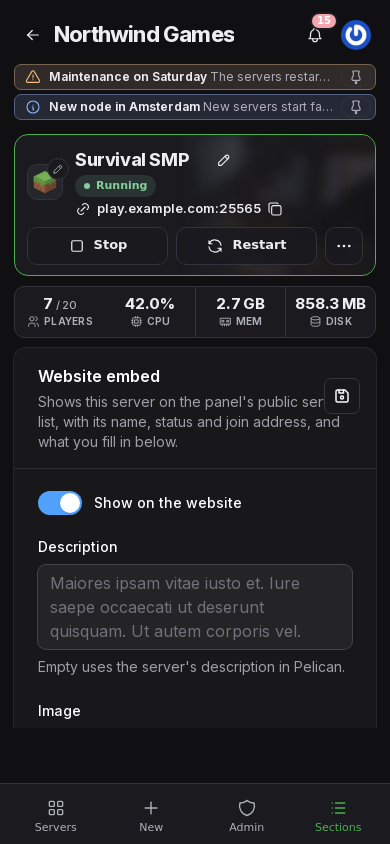 Northwind Games
15
Maintenance on Saturday The servers restar...
New node in Amsterdam New servers start fa...
Survival SMP
Running
play.example.com:25565
Stop
Restart
7 / 20
PLAYERS
42.0%
CPU
2.7 GB
MEM
858.3 MB
DISK
Website embed
Shows this server on the panel's public ser
list, with its name, status and join address, and
what you fill in below.
Show on the website
Description
Maiores ipsam vitae iusto et. Iure
saepe occaecati ut deserunt
quisquam. Ut autem corporis vel.
Empty uses the server's description in Pelican.
Image
Servers
New
Admin
Sections